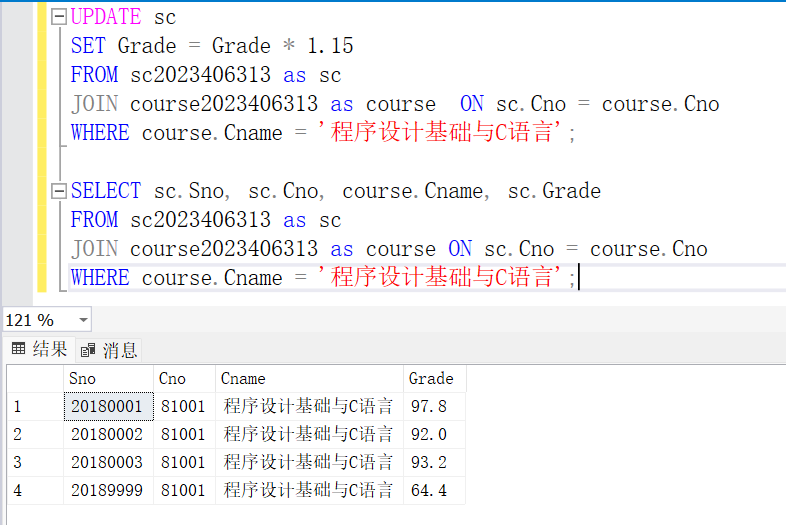 UPDATE sc
SET Grade = Grade * 1.15
FROM sc2023406313 as sc
JOIN course2023406313 as course  ON sc.Cno = course.Cno
WHERE course.Cname = '程序设计基础与C语言';
SELECT sc.Sno, sc.Cno, course.Cname, sc.Grade
FROM sc2023406313 as sc
JOIN course2023406313 as course ON sc.Cno = course.Cno
WHERE course.Cname = '程序设计基础与C语言';
121 %
结果 消息
Sno Cno Cname Grade
1 20180001 81001 程序设计基础与C语言 97.8
2 20180002 81001 程序设计基础与C语言 92.0
3 20180003 81001 程序设计基础与C语言 93.2
4 20189999 81001 程序设计基础与C语言 64.4